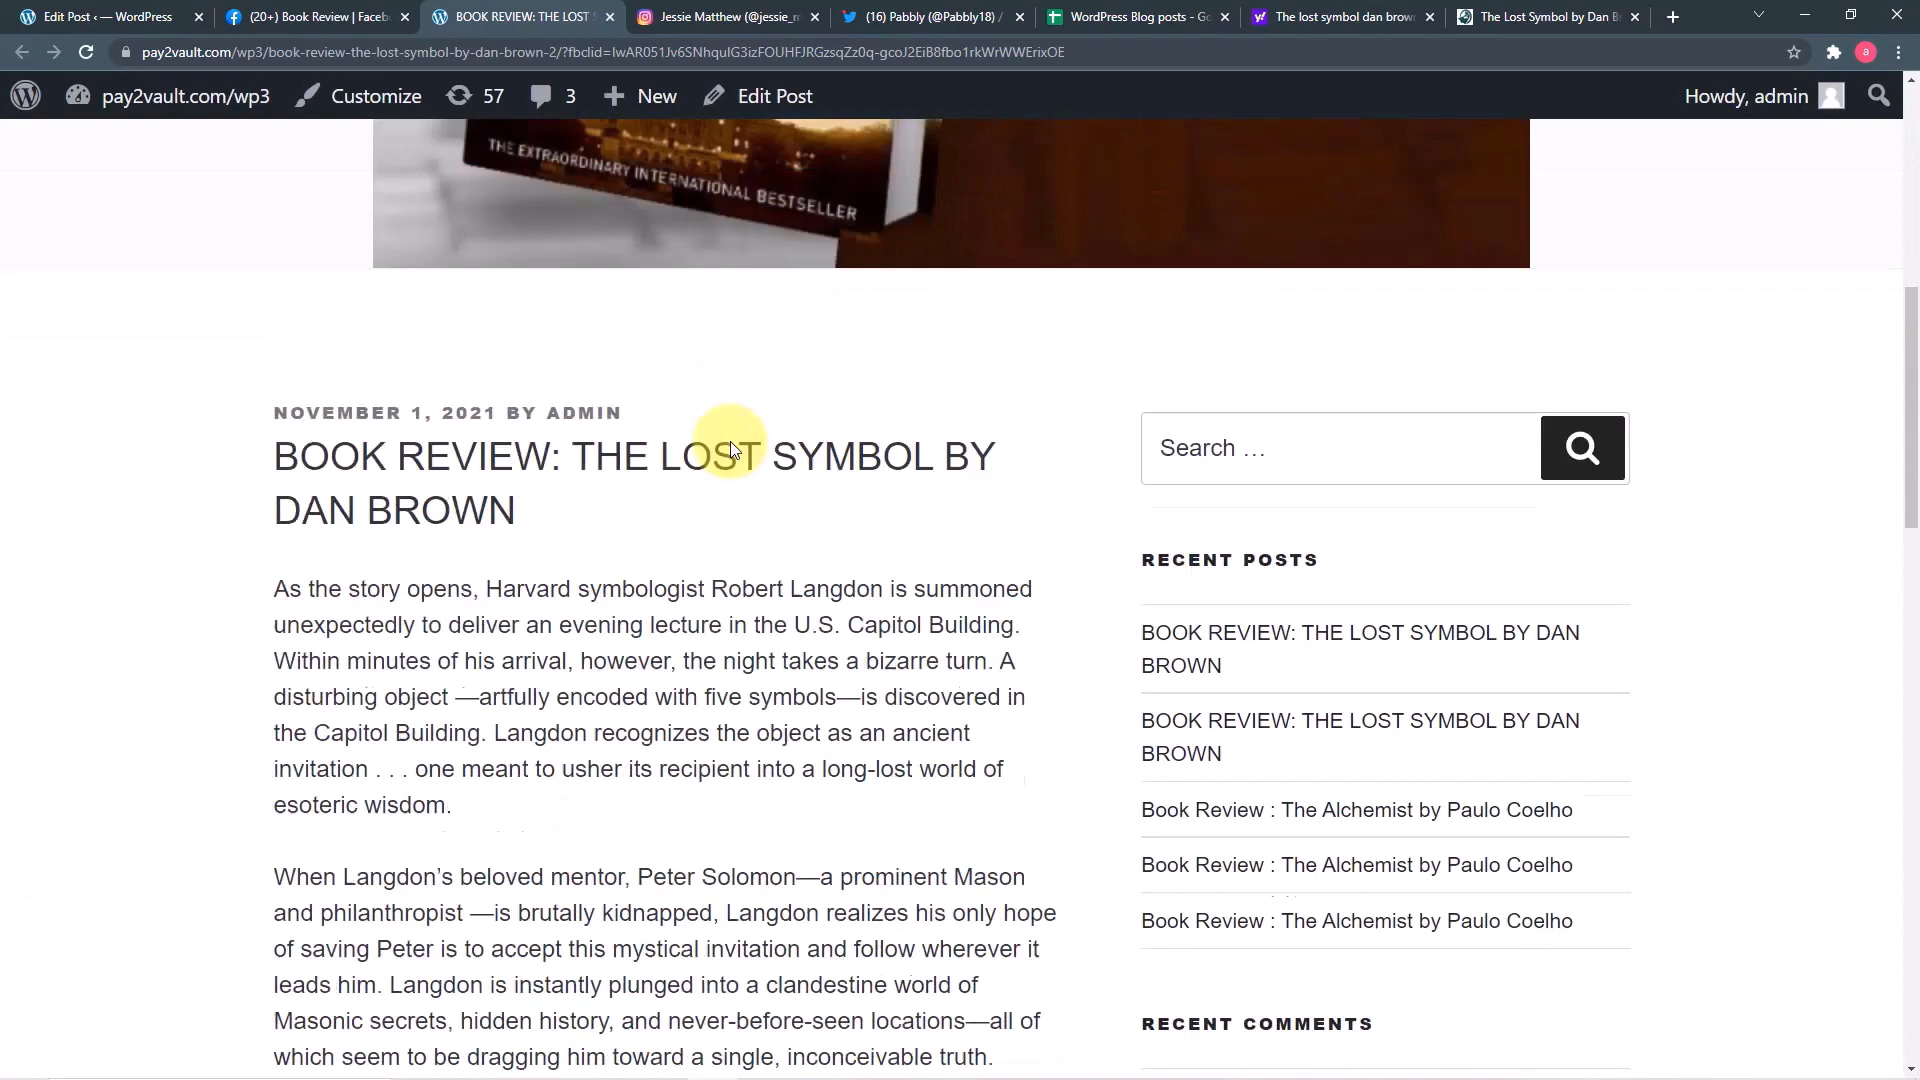 Edit Post ‹ — WordPress
(20+) Book Review | Faceb
BOOK REVIEW: THE LOST S
Jessie Matthew (@jessie_m
(16) Pabbly (@Pabbly18) /
WordPress Blog posts - Go
The lost symbol dan brown
The Lost Symbol by Dan B
pay2vault.com/wp3/book-review-the-lost-symbol-by-dan-brown-2/?fbclid=IwAR051Jv6SNhquIG3izFOUHFJRGzsqZz0q-gcoJ2EiB8fbo1rkWrWWErixOE
a
pay2vault.com/wp3
Customize
57
3
New
Edit Post
Howdy, admin
THE EXTRAORDINARY INTERNATIONAL BESTSELLER
NOVEMBER 1, 2021 BY ADMIN
BOOK REVIEW: THE LOST SYMBOL BY
DAN BROWN
As the story opens, Harvard symbologist Robert Langdon is summoned
unexpectedly to deliver an evening lecture in the U.S. Capitol Building.
Within minutes of his arrival, however, the night takes a bizarre turn. A
disturbing object —artfully encoded with five symbols—is discovered in
the Capitol Building. Langdon recognizes the object as an ancient
invitation . . . one meant to usher its recipient into a long-lost world of
esoteric wisdom.
When Langdon’s beloved mentor, Peter Solomon—a prominent Mason
and philanthropist —is brutally kidnapped, Langdon realizes his only hope
of saving Peter is to accept this mystical invitation and follow wherever it
leads him. Langdon is instantly plunged into a clandestine world of
Masonic secrets, hidden history, and never-before-seen locations—all of
which seem to be dragging him toward a single, inconceivable truth.
Search …
RECENT POSTS
BOOK REVIEW: THE LOST SYMBOL BY DAN
BROWN
BOOK REVIEW: THE LOST SYMBOL BY DAN
BROWN
Book Review : The Alchemist by Paulo Coelho
Book Review : The Alchemist by Paulo Coelho
Book Review : The Alchemist by Paulo Coelho
RECENT COMMENTS